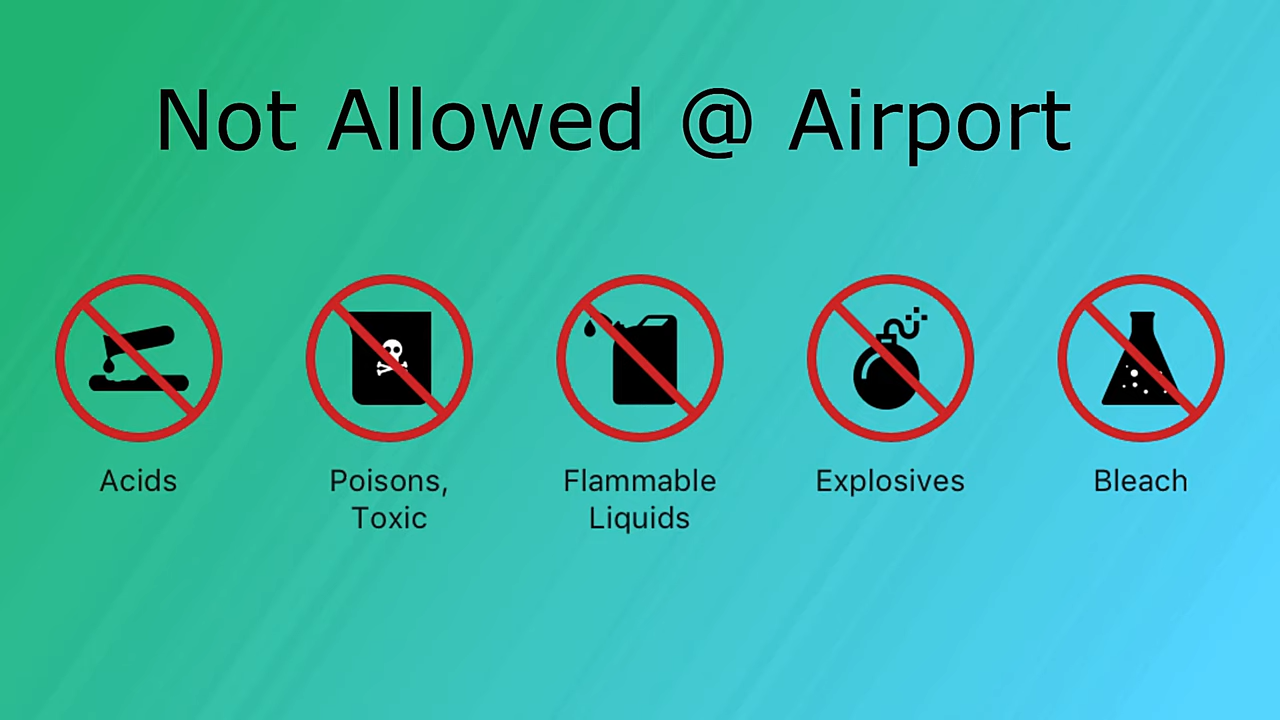 Not Allowed @ Airport
Acids
Poisons,
Toxic
Flammable
Liquids
Explosives
Bleach